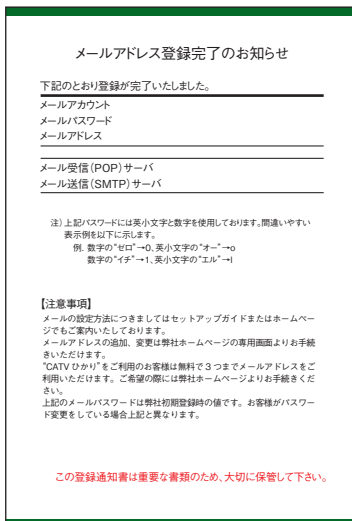 メールアドレス登録完了のお知らせ
下記のとおり登録が完了いたしました。
メールアカウント
メールパスワード
メールアドレス
メール受信(POP)サーバ
メール送信(SMTP)サーバ
注)上記パスワードには英小文字と数字を使用しております。間違いやすい
表示例を以下に示します。
例. 数字の"ゼロ"→0、英小文字の"オー"→o
数字の"イチ"→1、英小文字の"エル"→l
【注意事項】
メールの設定方法につきましてはセットアップガイドまたはホームペー
ジでもご案内いたしております。
メールアドレスの追加、変更は弊社ホームページの専用画面よりお手続
きいただけます。
"CATVひかり"をご利用のお客様は無料で3つまでメールアドレスをご
利用いただけます。ご希望の際には弊社ホームページよりお手続きくだ
さい。
上記のメールパスワードは弊社初期登録時の値です。お客様がパスワー
ド変更をしている場合上記と異なります。
この登録通知書は重要な書類のため、大切に保管して下さい。